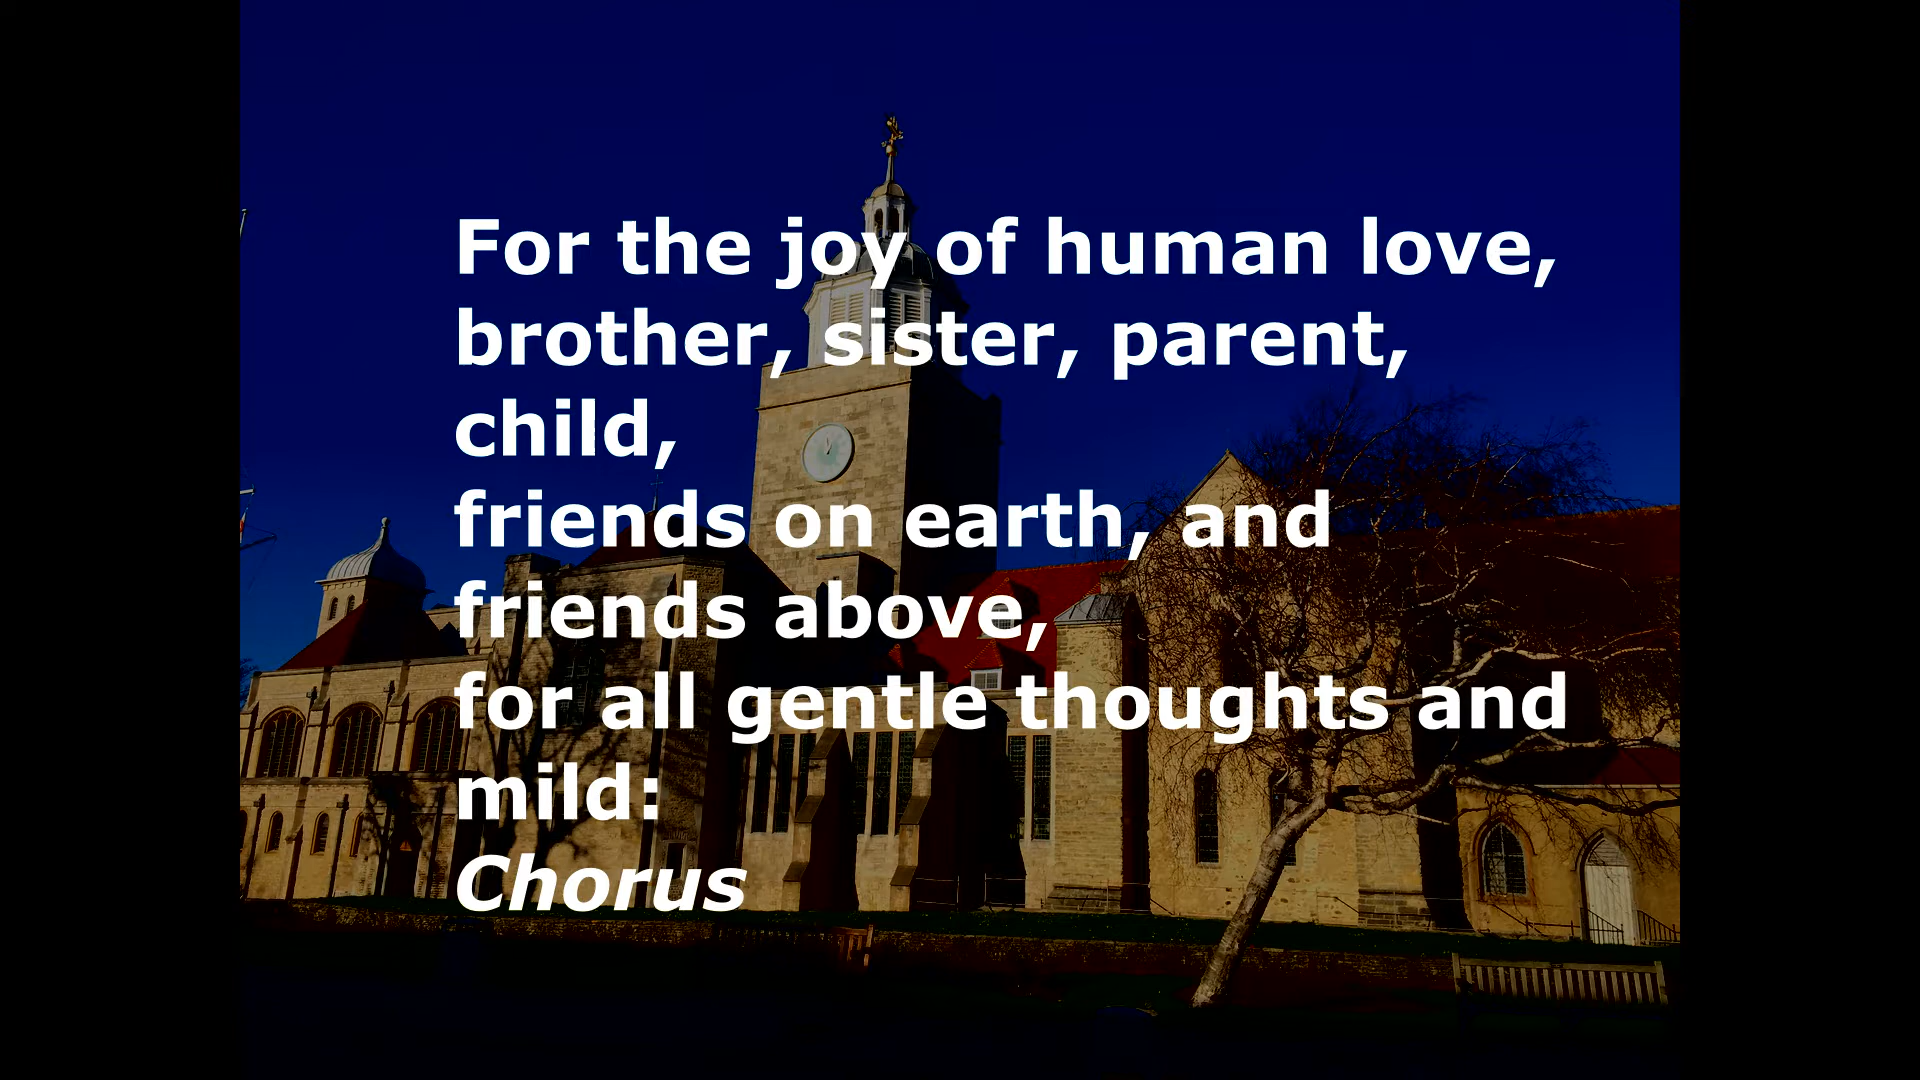 For the joy of human love,
brother, sister, parent,
child,
friends on earth, and
friends above,
for all gentle thoughts and
mild:
Chorus